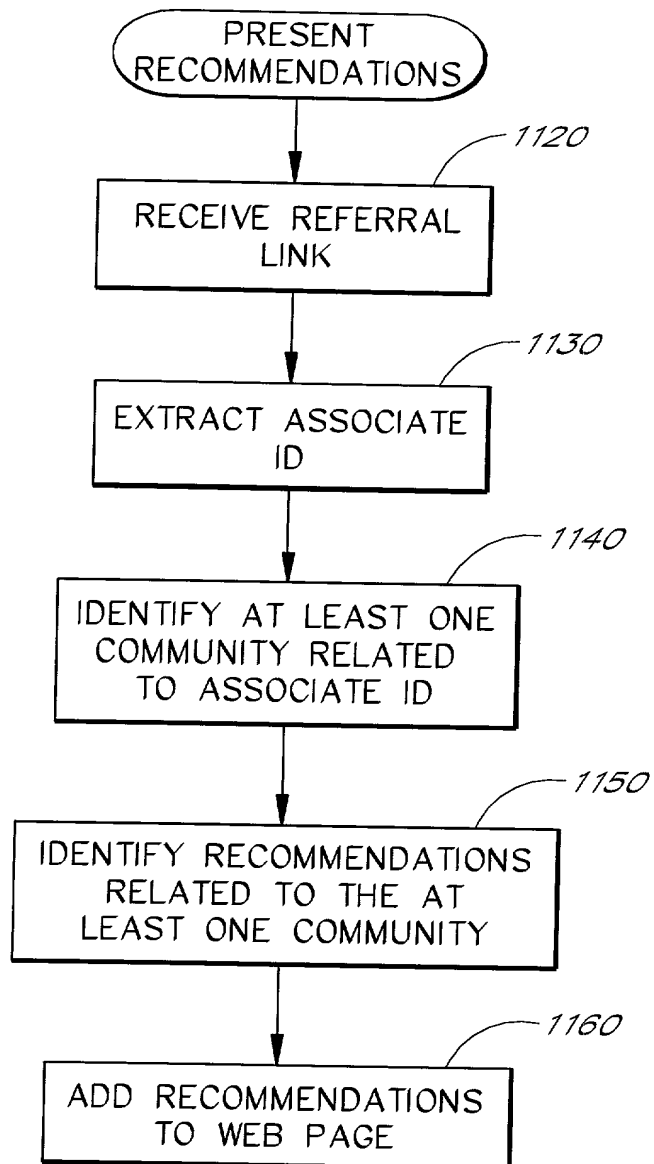 PRESENT
RECOMMENDATIONS
1120
RECEIVE REFERRAL
LINK
1130
EXTRACT ASSOCIATE
ID
1140
IDENTIFY AT LEAST ONE
COMMUNITY RELATED
TO ASSOCIATE ID
1150
IDENTIFY RECOMMENDATIONS
RELATED TO THE AT
LEAST ONE COMMUNITY
1160
ADD RECOMMENDATIONS
TO WEB PAGE